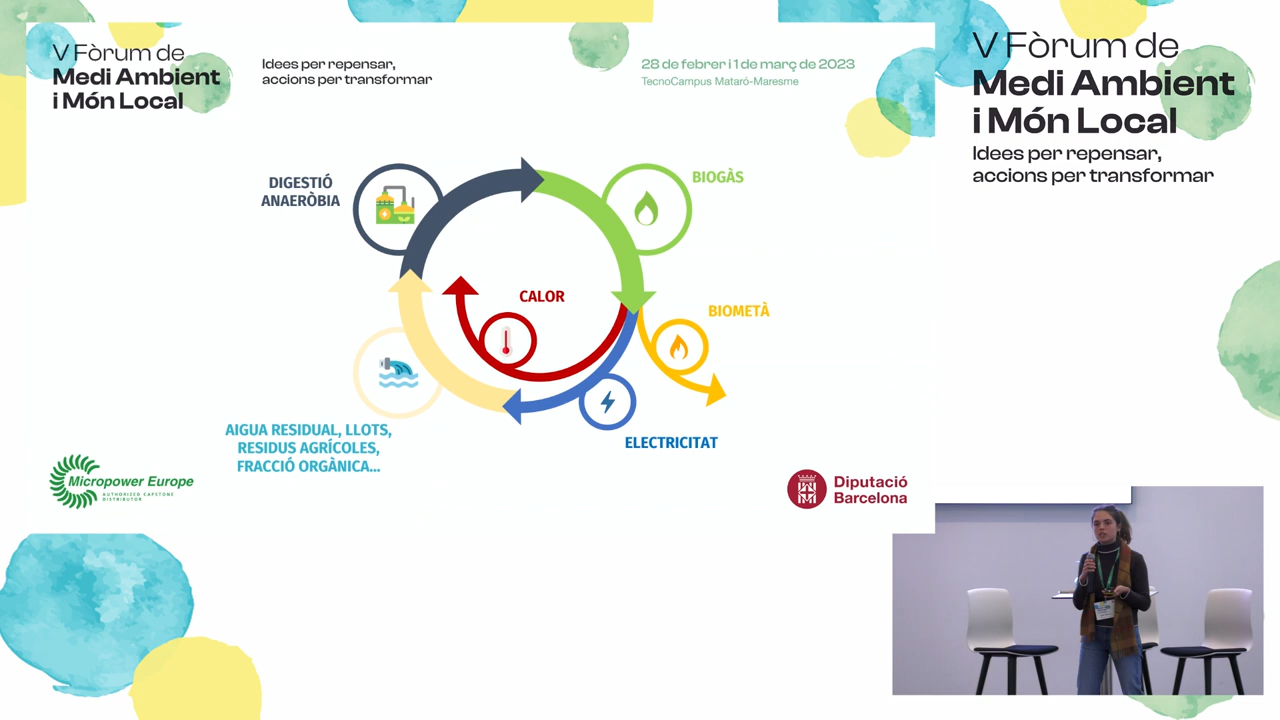 V Fòrum de
Medi Ambient
i Món Local
Idees per repensar,
accions per transformar
28 de febrer i 1 de març de 2023
TecnoCampus Mataró-Maresme
V Fòrum de
Medi Ambient
i Món Local
Idees per repensar,
accions per transformar
DIGESTIÓ
ANAERÒBIA
BIOGÀS
CALOR
BIOMETÀ
AIGUA RESIDUAL, LLOTS,
RESIDUS AGRÍCOLES,
FRACCIÓ ORGÀNICA...
ELECTRICITAT
Micropower Europe
AUTHORIZED CAPSTONE
DISTRIBUTOR
Diputació
Barcelona